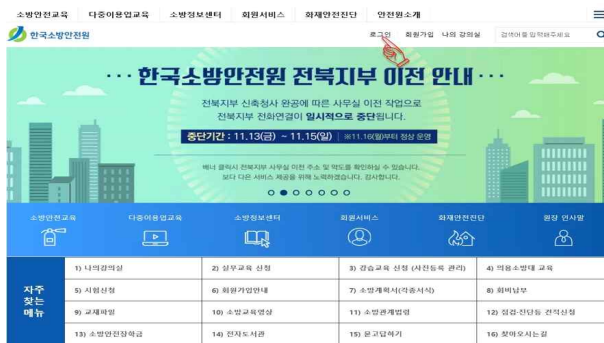 소방안전교육 다중이용업교육 소방정보센터 회원서비스 화재안전진단 안전원소개
한국소방안전원 로그인 회원가입 나의 강의실 검색어를 입력해주세요
··· 한국소방안전원 전북지부 이전 안내 ···
전북지부 신축청사 완공에 따른 사무실 이전 작업으로
전북지부 전화연결이 일시적으로 중단됩니다.
중단기간 : 11.13(금) ~ 11.15(일) ※11.16(월)부터 정상 운영
배너 클릭시 전북지부 사무실 이전 주소 및 약도를 확인하실 수 있습니다.
보다 나은 서비스 제공을 위해 노력하겠습니다. 감사합니다.
소방안전교육 다중이용업교육 소방정보센터 회원서비스 화재안전진단 원장 인사말
자주
찾는
메뉴
1) 나의강의실 2) 실무교육 신청 3) 강습교육 신청 (사진등록 관리) 4) 의용소방대 교육
5) 시험신청 6) 회원가입안내 7) 소방계획서(각종서식) 8) 회비납부
9) 교재파일 10) 소방교육영상 11) 소방관계법령 12) 점검·진단등 견적신청
13) 소방안전장학금 14) 전자도서관 15) 묻고답하기 16) 찾아오시는길